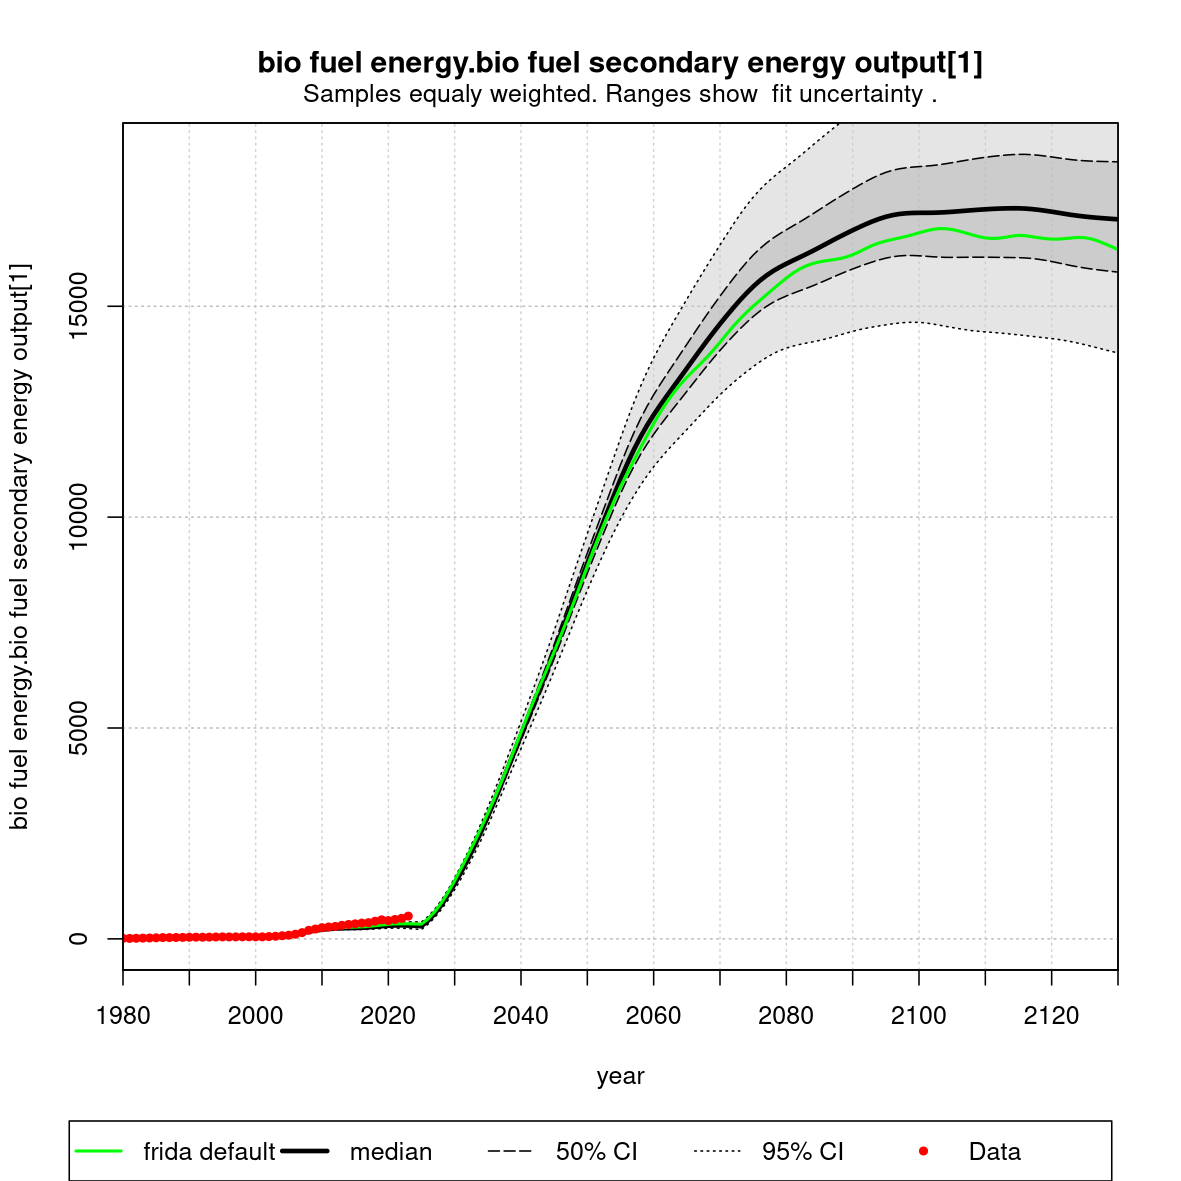 bio fuel energy.bio fuel secondary energy output[1]
Samples equaly weighted. Ranges show  fit uncertainty .
bio fuel energy.bio fuel secondary energy output[1]
15000
10000
5000
0
1980 2000 2020 2040 2060 2080 2100 2120
year
frida default median 50% CI 95% CI Data